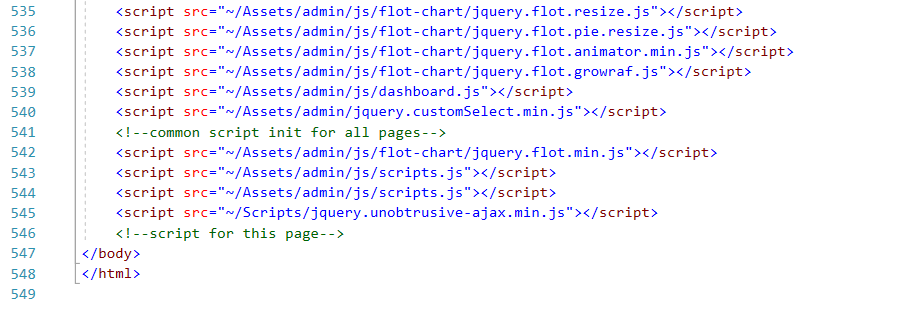 535 <script src="~/Assets/admin/js/flot-chart/jquery.flot.resize.js"></script>
536 <script src="~/Assets/admin/js/flot-chart/jquery.flot.pie.resize.js"></script>
537 <script src="~/Assets/admin/js/flot-chart/jquery.flot.animator.min.js"></script>
538 <script src="~/Assets/admin/js/flot-chart/jquery.flot.growraf.js"></script>
539 <script src="~/Assets/admin/js/dashboard.js"></script>
540 <script src="~/Assets/admin/jquery.customSelect.min.js"></script>
541 <!--common script init for all pages-->
542 <script src="~/Assets/admin/js/flot-chart/jquery.flot.min.js"></script>
543 <script src="~/Assets/admin/js/scripts.js"></script>
544 <script src="~/Assets/admin/js/scripts.js"></script>
545 <script src="~/Scripts/jquery.unobtrusive-ajax.min.js"></script>
546 <!--script for this page-->
547 </body>
548 </html>
549